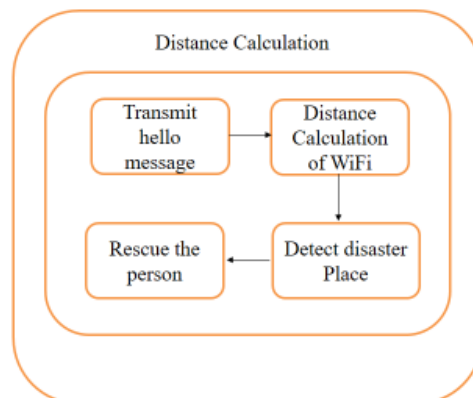 Distance Calculation
Transmit
hello
message
Distance
Calculation
of WiFi
Rescue the
person
Detect disaster
Place